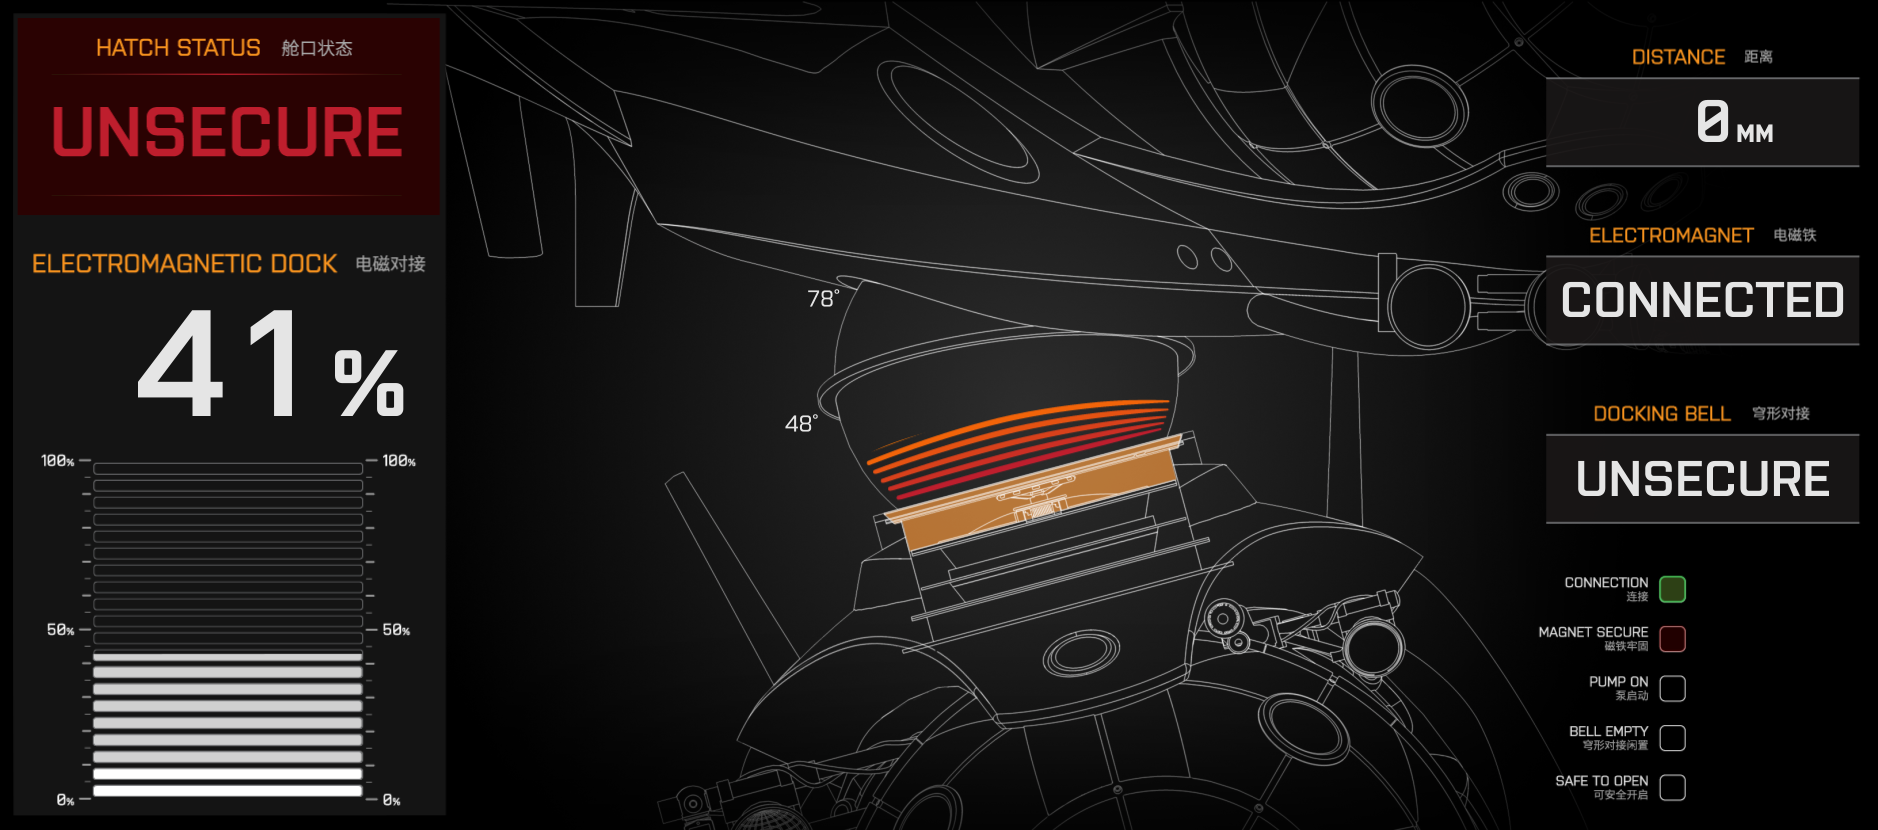 HATCH STATUS 舱口状态
UNSECURE
ELECTROMAGNETIC DOCK 电磁对接
41%
100% 100%
50% 50%
0% 0%
78°
48°
DISTANCE 距离
0 MM
ELECTROMAGNET 电磁铁
CONNECTED
DOCKING BELL 穹形对接
UNSECURE
CONNECTION
连接
MAGNET SECURE
磁铁牢固
PUMP ON
泵启动
BELL EMPTY
穹形对接闲置
SAFE TO OPEN
可安全开启